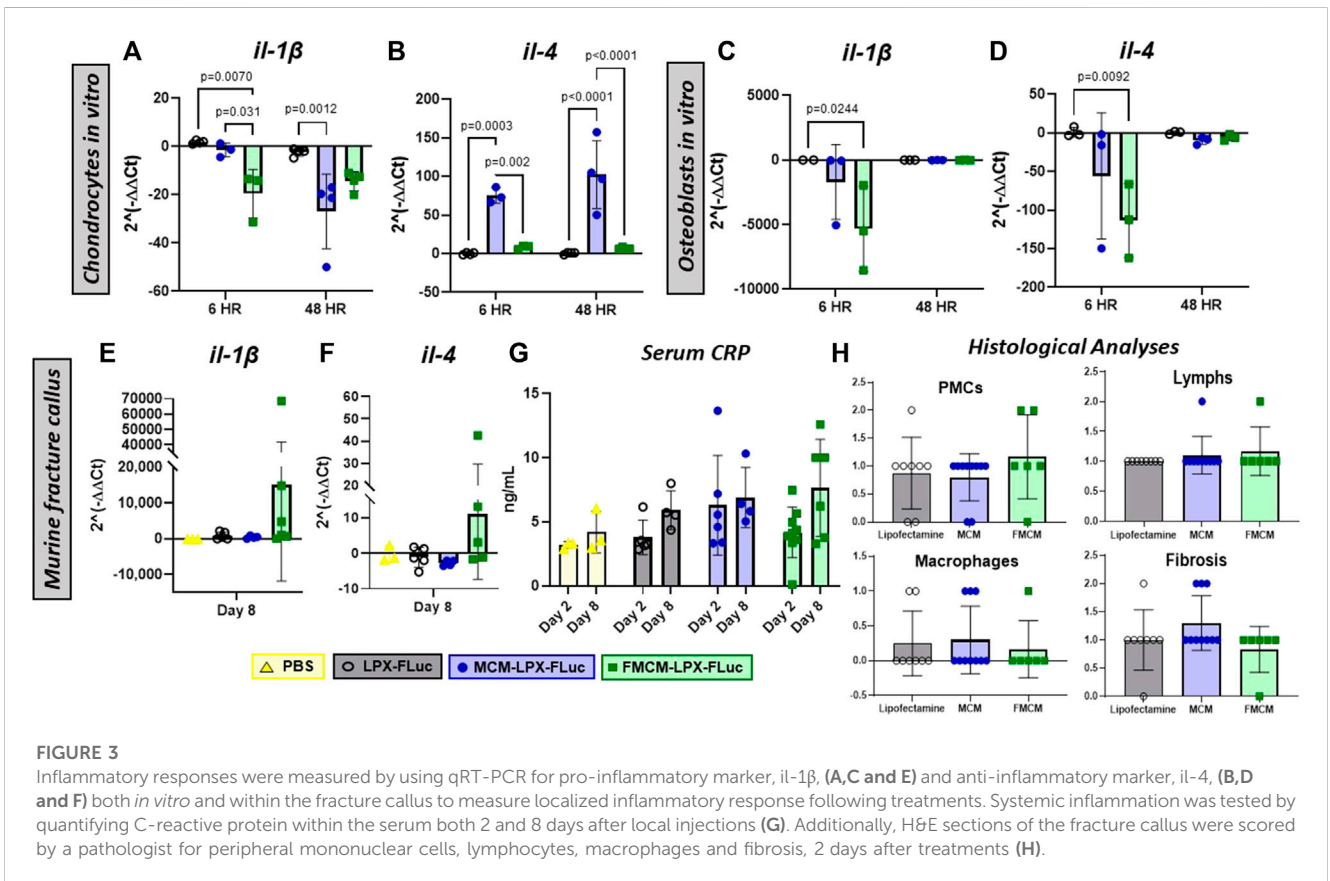 Chondrocytes in vitro
A
il-1β
p=0.0070
p=0.031
p=0.0012
2^(-ΔΔCt)
20
0
-20
-40
-60
6 HR
48 HR
B
il-4
p<0.0001
p<0.0001
p=0.0003
p=0.002
2^(-ΔΔCt)
200
150
100
50
0
-50
6 HR
48 HR
Osteoblasts in vitro
C
il-1β
p=0.0244
2^(-ΔΔCt)
5000
0
-5000
-10000
6 HR
48 HR
D
il-4
p=0.0092
2^(-ΔΔCt)
50
0
-50
-100
-150
-200
6 HR
48 HR
Murine fracture callus
E
il-1β
2^(-ΔΔCt)
70000
60000
50000
40000
30000
20,000
10,000
0
-10,000
Day 8
F
il-4
2^(-ΔΔCt)
60
50
40
30
20
10
0
-10
Day 8
G
Serum CRP
ng/mL
15
10
5
0
Day 2
Day 8
Day 2
Day 8
Day 2
Day 8
Day 2
Day 8
H
Histological Analyses
PMCs
2.5
2.0
1.5
1.0
0.5
0.0
Lipofectamine MCM FMCM
Lymphs
2.5
2.0
1.5
1.0
0.5
0.0
Lipofectamine MCM FMCM
Macrophages
1.5
1.0
0.5
0.0
-0.5
Lipofectamine MCM FMCM
Fibrosis
2.5
2.0
1.5
1.0
0.5
0.0
Lipofectamine MCM FMCM
PBS
LPX-FLuc
MCM-LPX-FLuc
FMCM-LPX-FLuc
FIGURE 3
Inflammatory responses were measured by using qRT-PCR for pro-inflammatory marker, il-1β, (A,C and E) and anti-inflammatory marker, il-4, (B,D
and F) both in vitro and within the fracture callus to measure localized inflammatory response following treatments. Systemic inflammation was tested by
quantifying C-reactive protein within the serum both 2 and 8 days after local injections (G). Additionally, H&E sections of the fracture callus were scored
by a pathologist for peripheral mononuclear cells, lymphocytes, macrophages and fibrosis, 2 days after treatments (H).